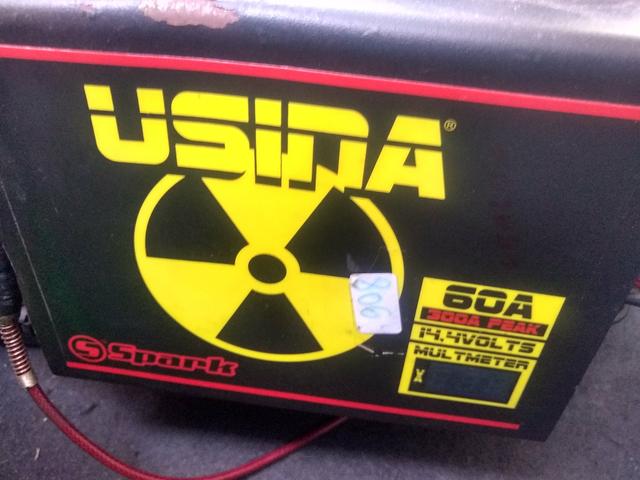 USINA®
806
60A
300A PEAK
14.4VOLTS
MULTMETER
S Spark